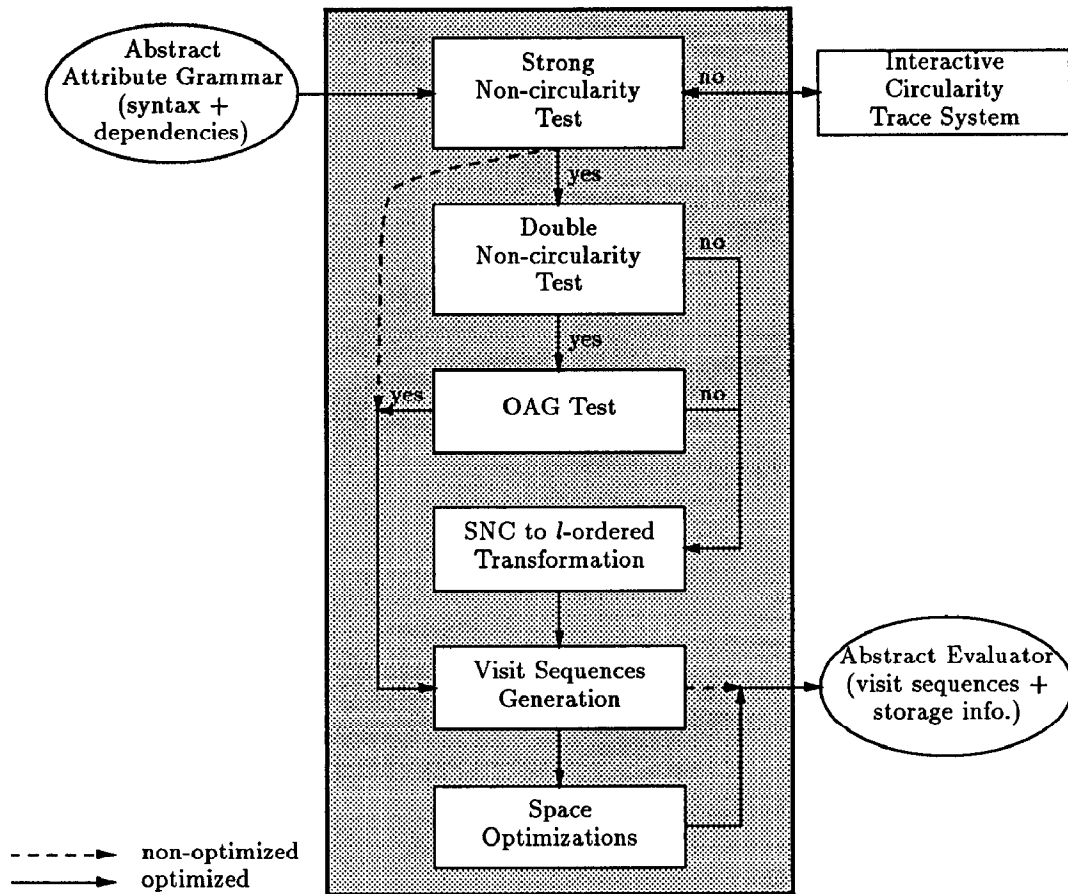 Abstract
Attribute Grammar
(syntax +
dependencies)
Strong
Non-circularity
Test
no
Interactive
Circularity
Trace System
yes
Double
Non-circularity
Test
no
yes
yes
OAG Test
no
SNC to l-ordered
Transformation
Visit Sequences
Generation
Abstract Evaluator
(visit sequences +
storage info.)
Space
Optimizations
non-optimized
optimized